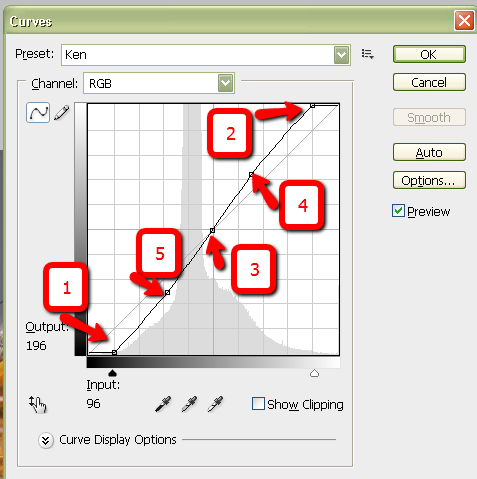 Curves
Preset: Ken
OK
Channel: RGB
Cancel
Smooth
Auto
Options...
Preview
2
4
5
3
1
Output:
196
Input:
96
Show Clipping
Curve Display Options